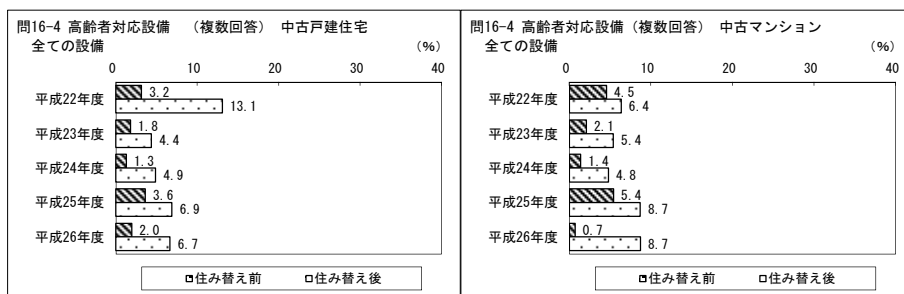 問16-4 高齢者対応設備 （複数回答） 中古戸建住宅
全ての設備 (%)
0 10 20 30 40
平成22年度 3.2
13.1
平成23年度 1.8
4.4
平成24年度 1.3
4.9
平成25年度 3.6
6.9
平成26年度 2.0
6.7
住み替え前 住み替え後
問16-4 高齢者対応設備（複数回答） 中古マンション
全ての設備 (%)
0 10 20 30 40
平成22年度 4.5
6.4
平成23年度 2.1
5.4
平成24年度 1.4
4.8
平成25年度 5.4
8.7
平成26年度 0.7
8.7
住み替え前 住み替え後